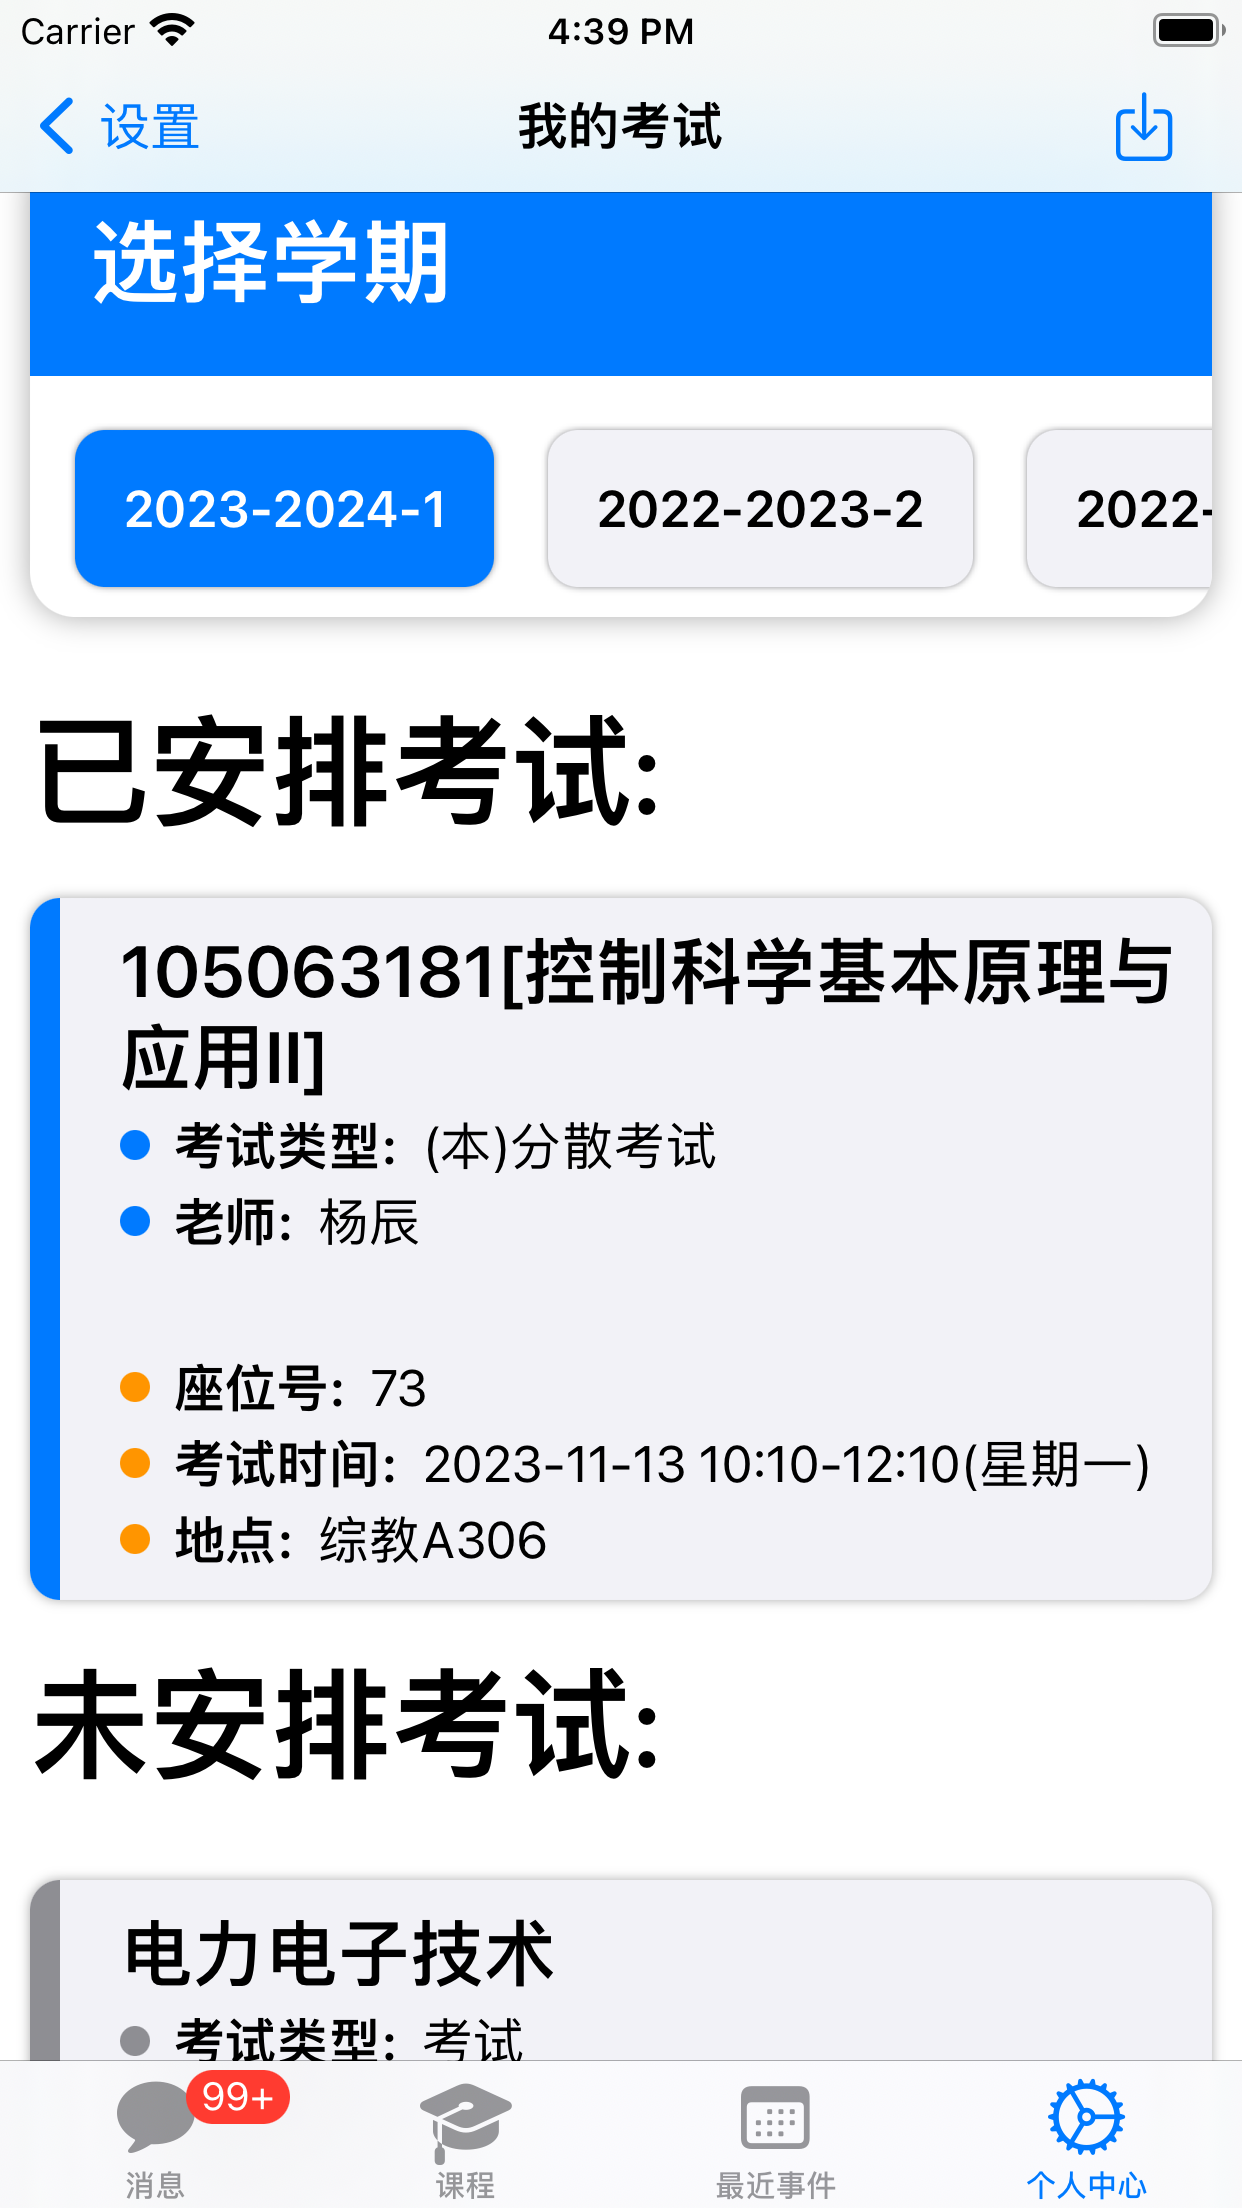 Carrier 4:39 PM
设置 我的考试
选择学期
2023-2024-1 2022-2023-2 2022-
已安排考试:
105063181[控制科学基本原理与
应用II]
考试类型: (本)分散考试
老师: 杨辰
座位号: 73
考试时间: 2023-11-13 10:10-12:10(星期一)
地点: 综教A306
未安排考试:
电力电子技术
考试类型: 考试
99+
消息 课程 最近事件 个人中心